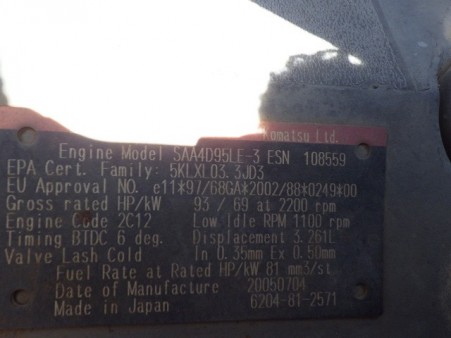 Komatsu Ltd.
Engine Model SAA4D95LE-3 ESN 108559
EPA Cert. Family: 5KLXL03.3JD3
EU Approval NO. e11*97/68GA*2002/88*0249*00
Gross rated HP/kW 93 / 69 at 2200 rpm
Engine Code 2C12 Low Idle RPM 1100 rpm
Timing BTDC 6 deg. Displacement 3.261L
Valve Lash Cold In 0.35mm Ex 0.50mm
Fuel Rate at Rated HP/kW 81 mm3/st
Date of Manufacture 20050704
Made in Japan 6204-81-2571